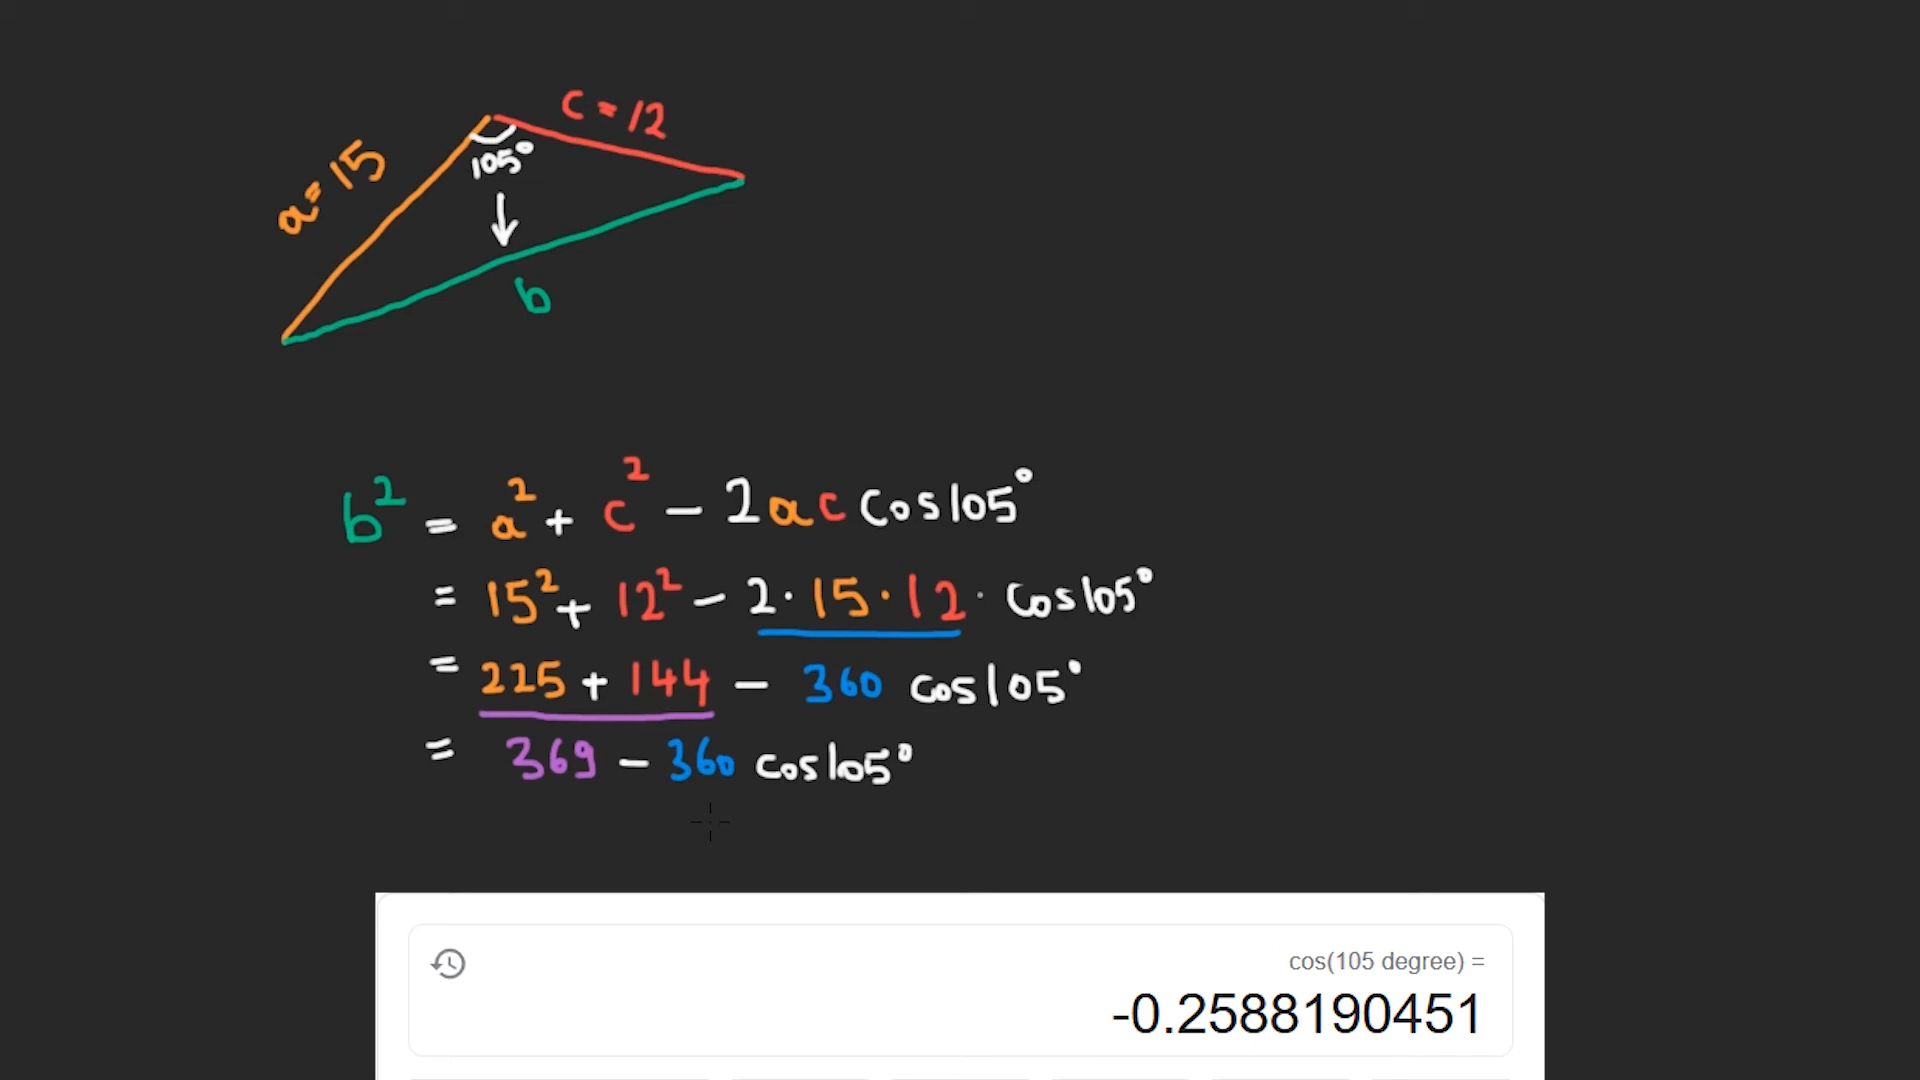 c = 12
a = 15
105°
b
b² = a² + c² - 2ac cos105°
= 15² + 12² - 2 · 15 · 12 · cos105°
= 225 + 144 - 360 cos105°
= 369 - 360 cos105°
cos(105 degree) =
-0.2588190451